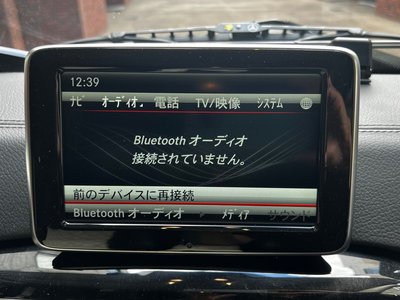 12:39
ナビ オーディオ 電話 TV/映像 システム
Bluetooth オーディオ
接続されていません。
前のデバイスに再接続
Bluetooth オーディオ メディア サウンド